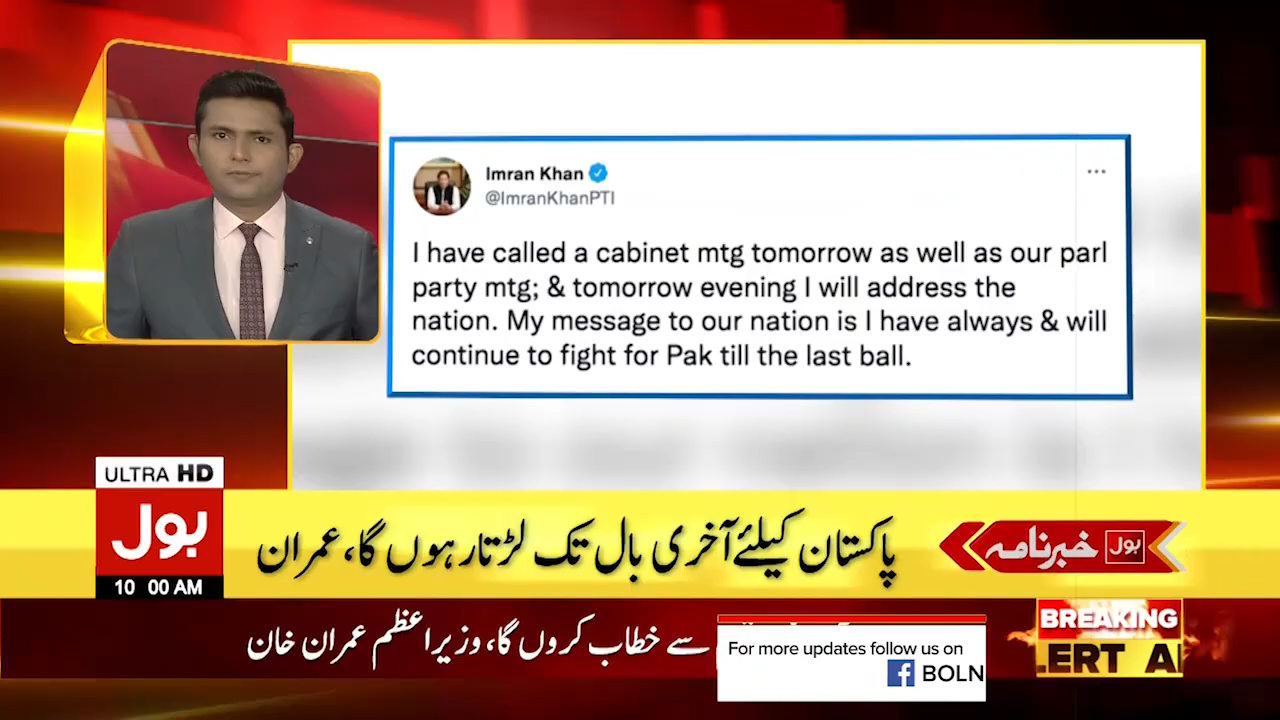 Imran Khan
@ImranKhanPTI
I have called a cabinet mtg tomorrow as well as our parl
party mtg; & tomorrow evening I will address the
nation. My message to our nation is I have always & will
continue to fight for Pak till the last ball.
ULTRA HD
بول
10 00 AM
پاکستان کیلئے آخری بال تک لڑتا رہوں گا، عمران
خبرنامہ
بول
سے خطاب کروں گا، وزیراعظم عمران خان
For more updates follow us on
BOLN
BREAKING
LERT A